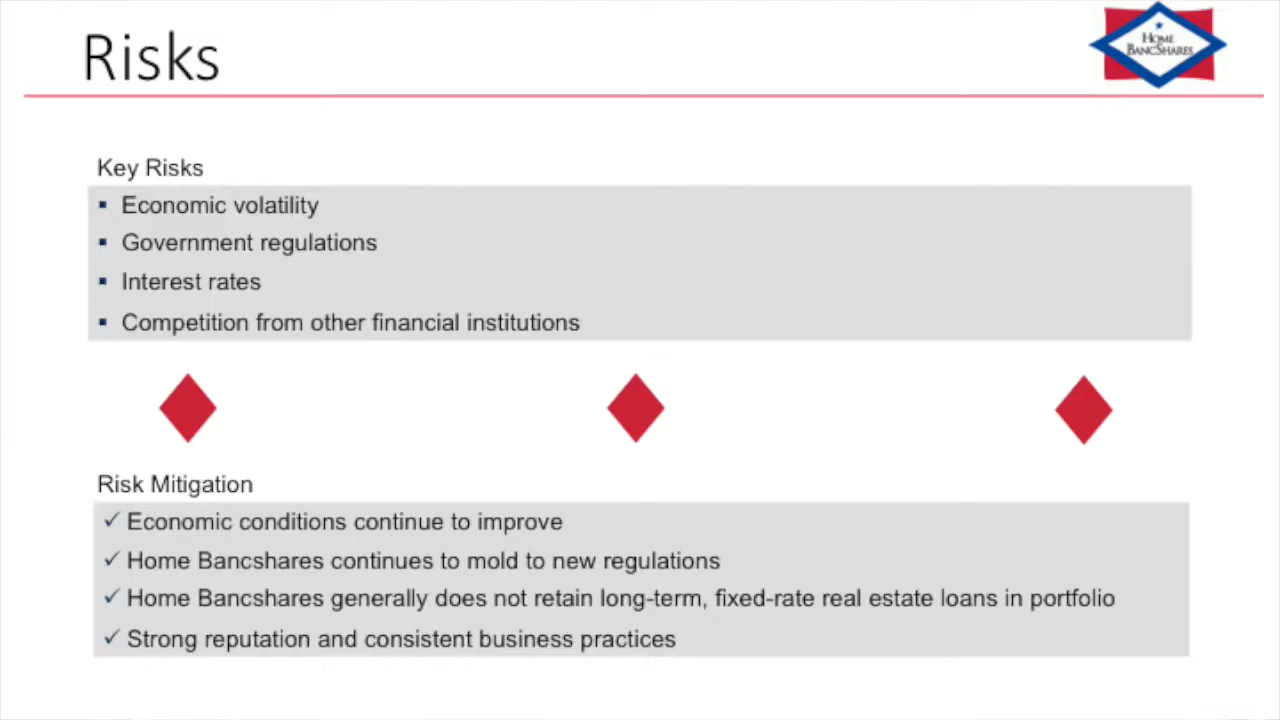 Risks
HOME
BANCSHARES
Key Risks
▪ Economic volatility
▪ Government regulations
▪ Interest rates
▪ Competition from other financial institutions
Risk Mitigation
✓ Economic conditions continue to improve
✓ Home Bancshares continues to mold to new regulations
✓ Home Bancshares generally does not retain long-term, fixed-rate real estate loans in portfolio
✓ Strong reputation and consistent business practices